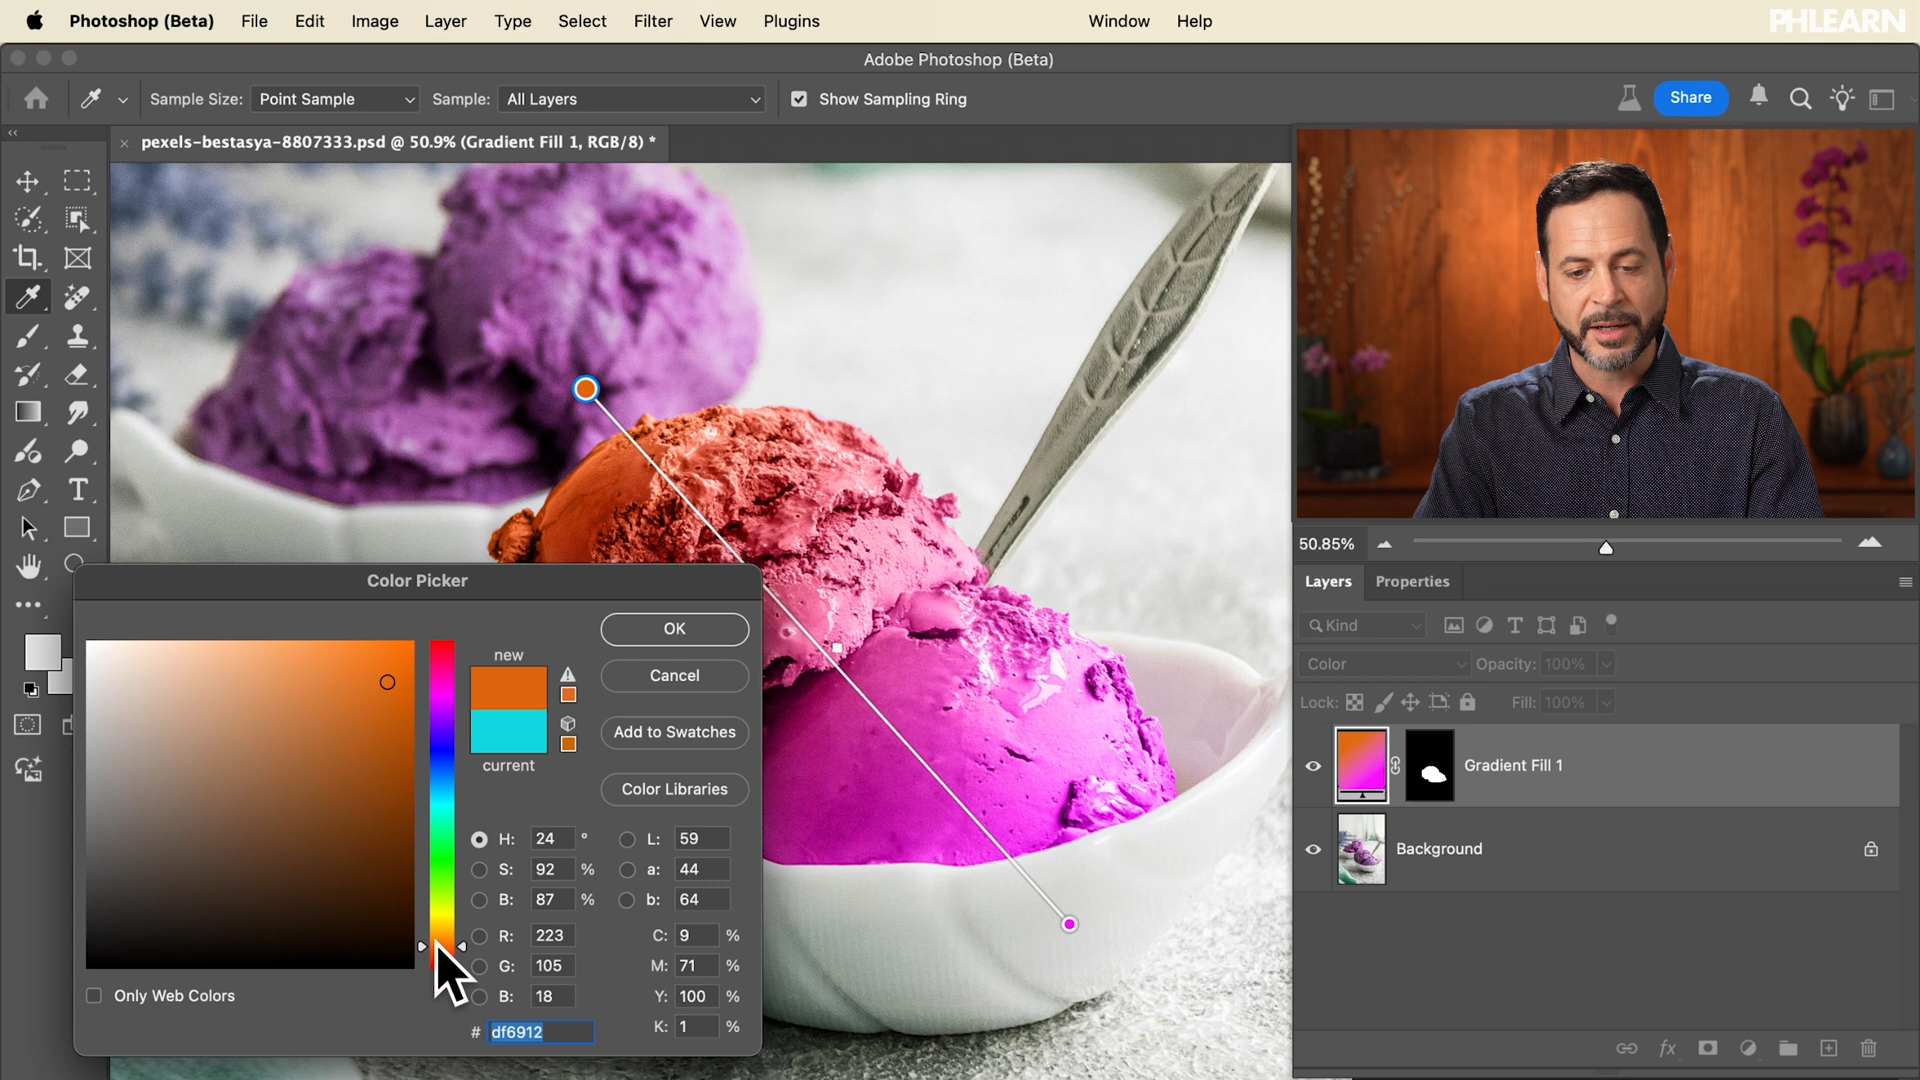 Photoshop (Beta) File Edit Image Layer Type Select Filter View Plugins Window Help PHLEARN
Adobe Photoshop (Beta)
Sample Size: Point Sample Sample: All Layers Show Sampling Ring Share
pexels-bestasya-8807333.psd @ 50.9% (Gradient Fill 1, RGB/8) *
50.85%
Layers Properties
Kind
Color Opacity: 100%
Lock: Fill: 100%
Gradient Fill 1
Background
Color Picker
new
current
OK
Cancel
Add to Swatches
Color Libraries
H: 24 ° L: 59
S: 92 % a: 44
B: 87 % b: 64
R: 223 C: 9 %
G: 105 M: 71 %
B: 18 Y: 100 %
# df6912 K: 1 %
Only Web Colors